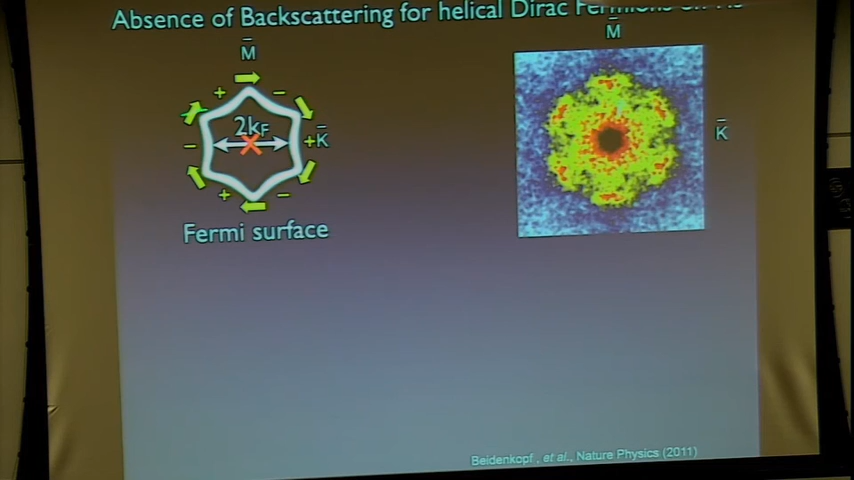 Absence of Backscattering for helical Dirac Fermions
M̄
+ −
2kF
− + K̄
+ −
Fermi surface
M̄
K̄
Beidenkopf , et al., Nature Physics (2011)